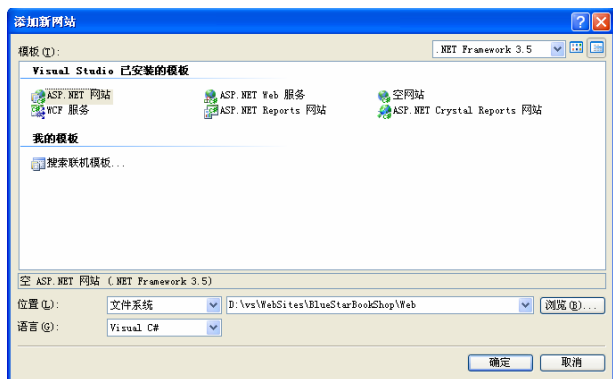 添加新网站
模板(T):
.NET Framework 3.5
Visual Studio 已安装的模板
ASP.NET 网站
ASP.NET Web 服务
空网站
WCF 服务
ASP.NET Reports 网站
ASP.NET Crystal Reports 网站
我的模板
搜索联机模板...
空 ASP.NET 网站 (.NET Framework 3.5)
位置(L):
文件系统
D:\vs\WebSites\BlueStarBookShop\Web
浏览(B)...
语言(G):
Visual C#
确定
取消